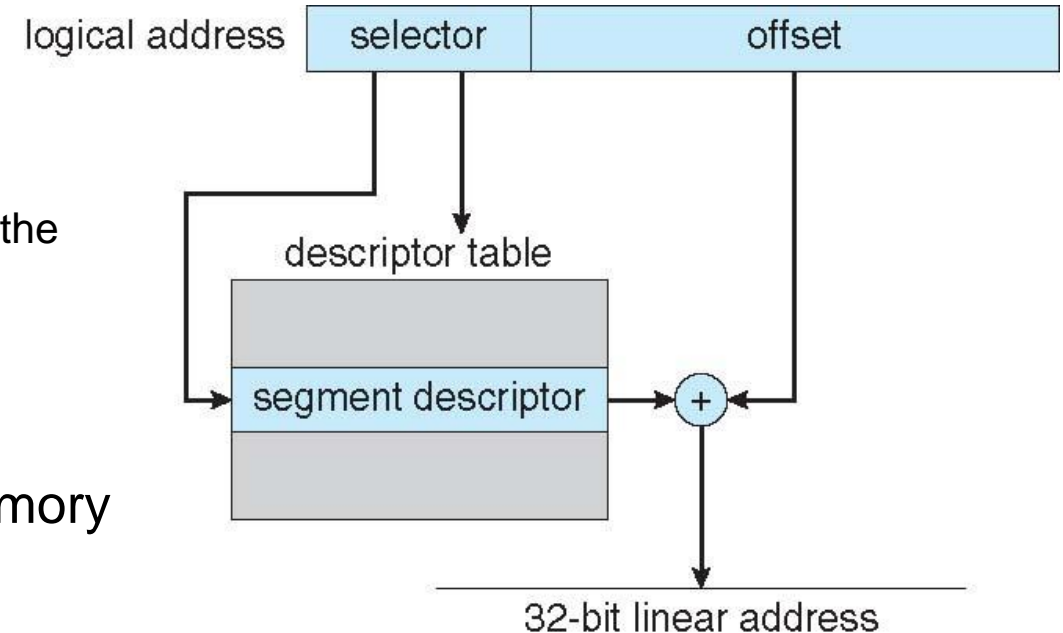 logical address selector offset
the
descriptor table
segment descriptor +
mory
32-bit linear address